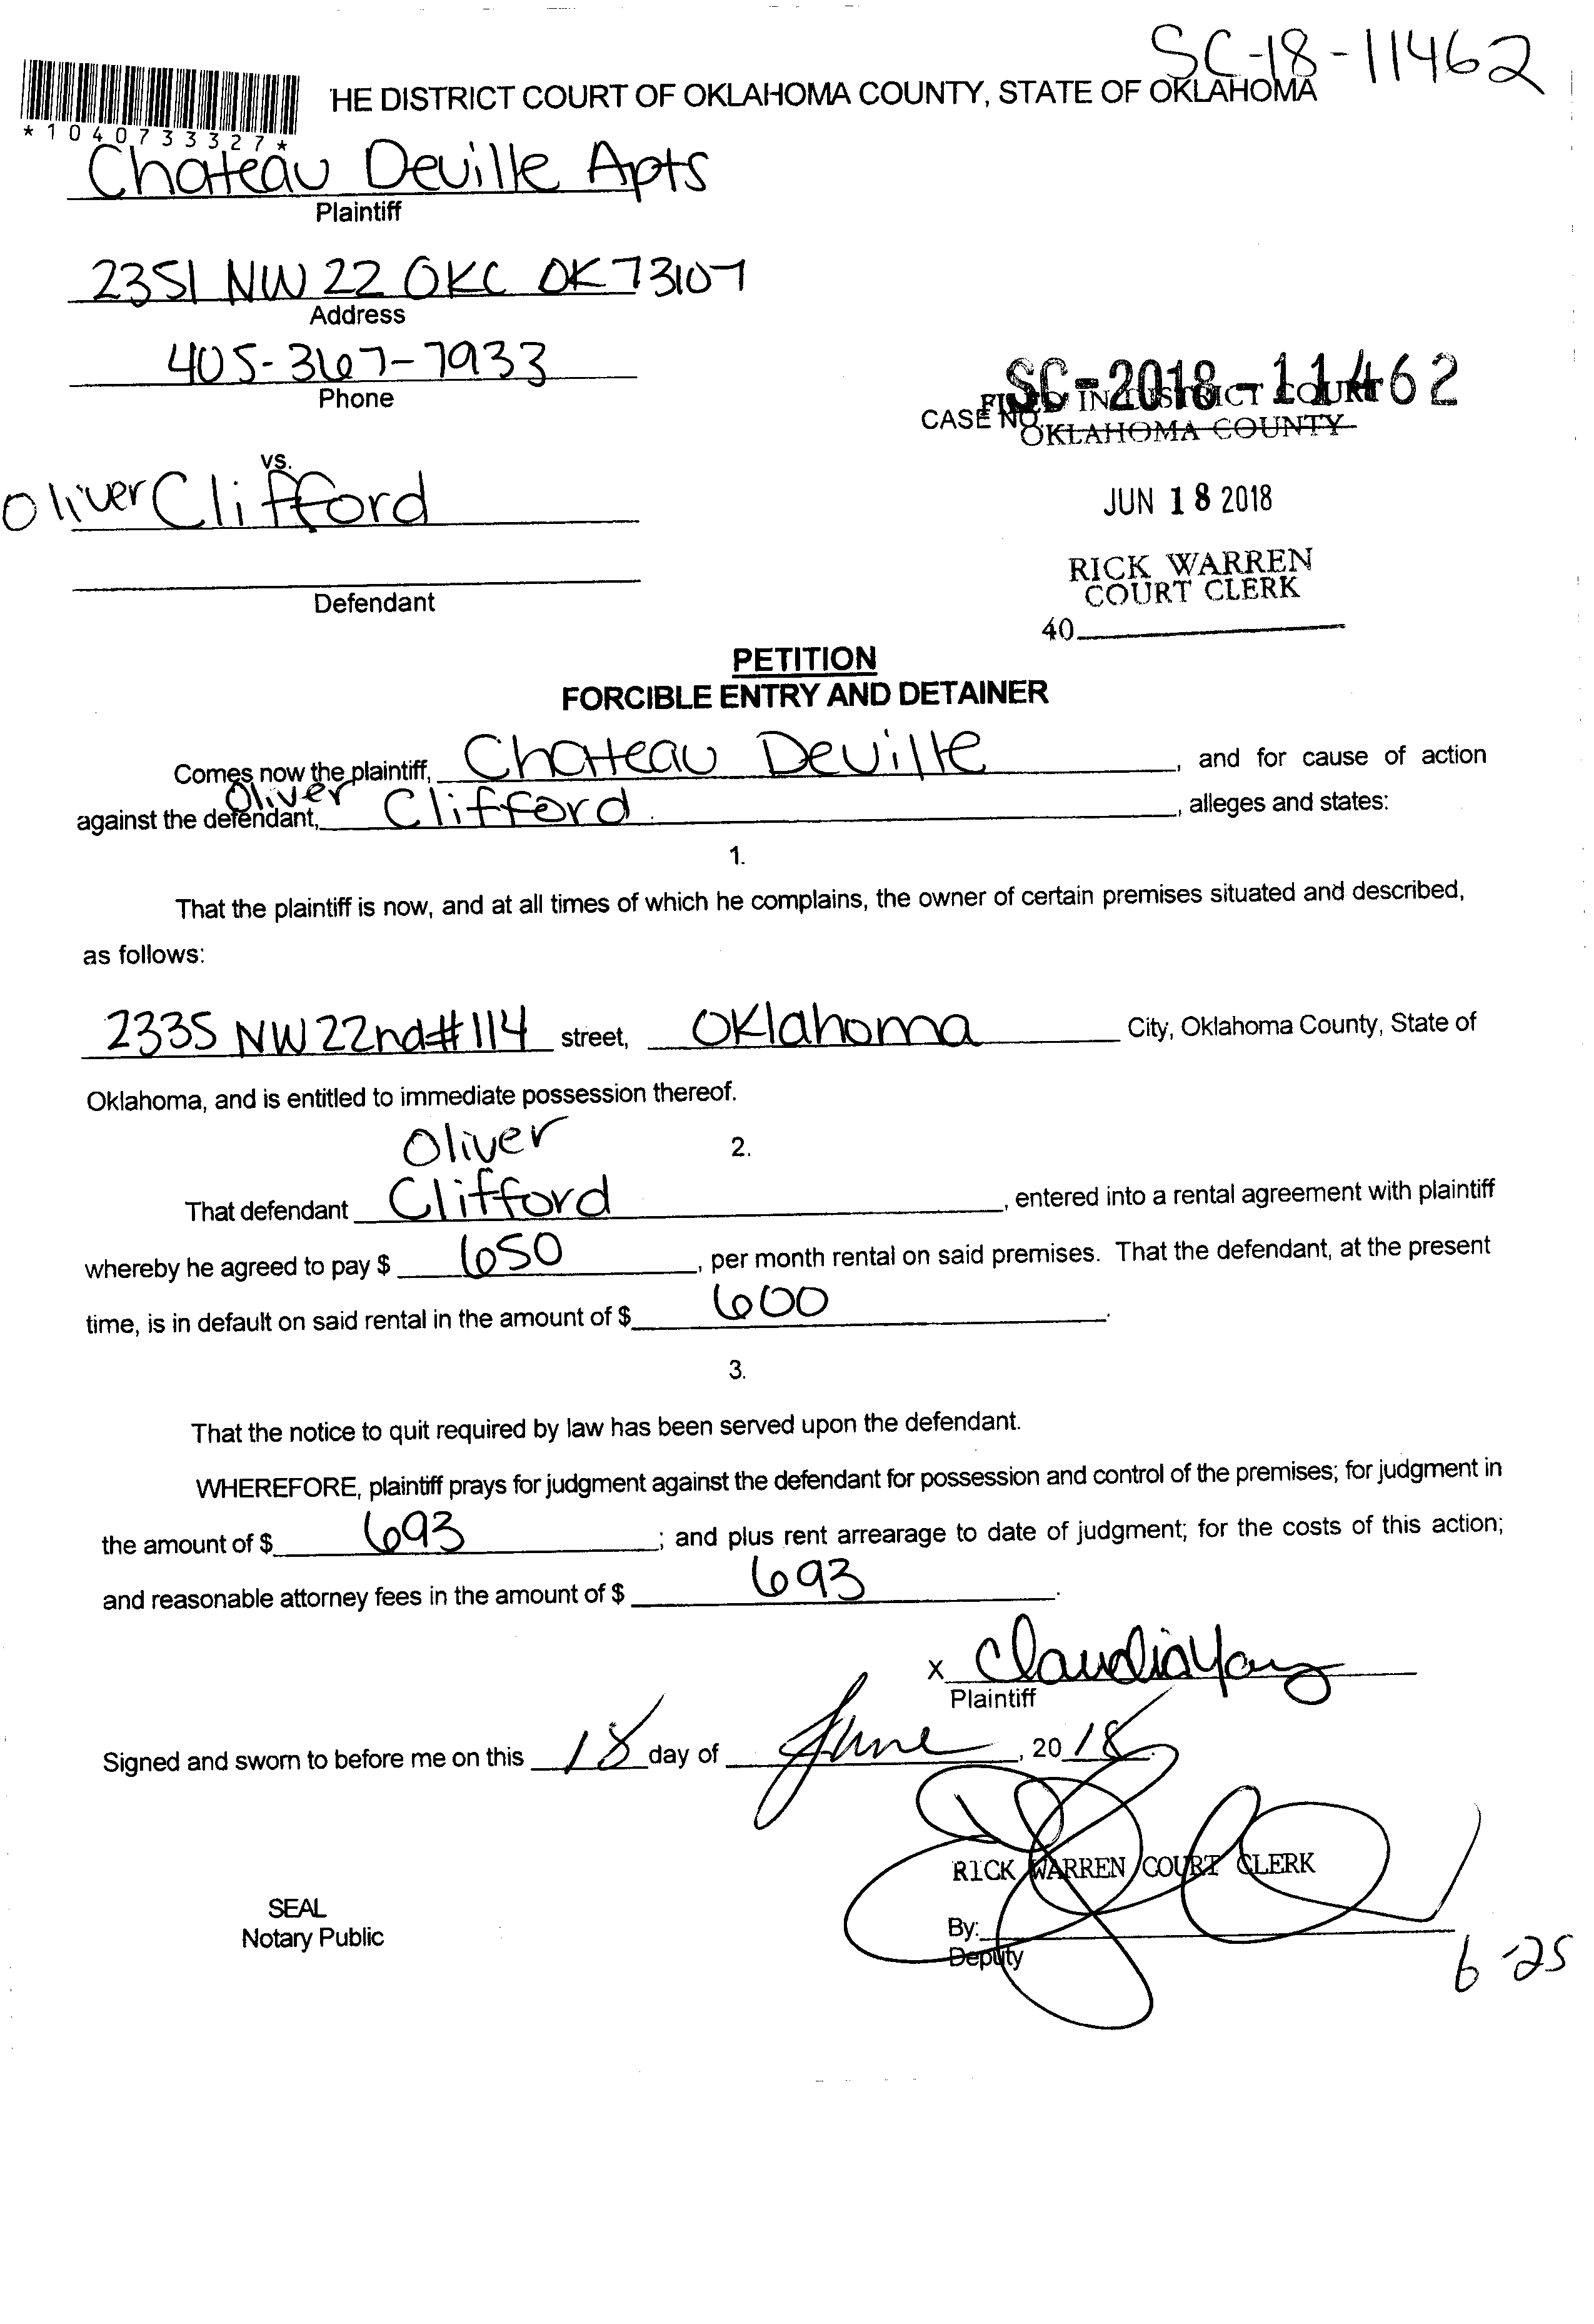 SC-18-11462
HE DISTRICT COURT OF OKLAHOMA COUNTY, STATE OF OKLAHOMA
*1040733327*
Chateau Deville Apts
Plaintiff
2351 NW 22 OKC OK 73107
Address
405-367-7933
Phone
SC-2018-11462
CASE NO.
FILED IN DISTRICT COURT
OKLAHOMA COUNTY
vs.
Oliver Clifford
JUN 18 2018
RICK WARREN
COURT CLERK
Defendant
40
PETITION
FORCIBLE ENTRY AND DETAINER
Comes now the plaintiff, Chateau Deville, and for cause of action
against the defendant, Oliver Clifford, alleges and states:
1.
That the plaintiff is now, and at all times of which he complains, the owner of certain premises situated and described,
as follows:
2335 NW 22nd #114 street, Oklahoma City, Oklahoma County, State of
Oklahoma, and is entitled to immediate possession thereof.
2.
Oliver
That defendant Clifford, entered into a rental agreement with plaintiff
whereby he agreed to pay $ 650, per month rental on said premises. That the defendant, at the present
time, is in default on said rental in the amount of $ 600.
3.
That the notice to quit required by law has been served upon the defendant.
WHEREFORE, plaintiff prays for judgment against the defendant for possession and control of the premises; for judgment in
the amount of $ 693; and plus rent arrearage to date of judgment; for the costs of this action;
and reasonable attorney fees in the amount of $ 693.
x Claudia
Plaintiff
Signed and sworn to before me on this 18 day of June, 2018.
RICK WARREN COURT CLERK
SEAL
Notary Public
By:
Deputy
6-25